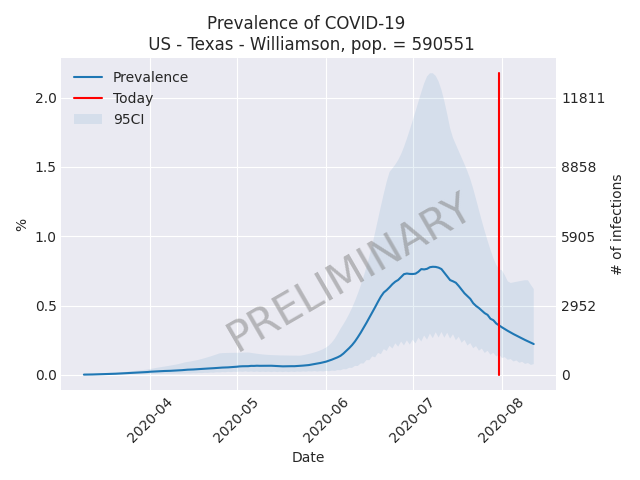 Prevalence of COVID-19
US - Texas - Williamson, pop. = 590551
Prevalence
Today
95CI
PRELIMINARY
%
2.0
1.5
1.0
0.5
0.0
11811
8858
5905
2952
0
# of infections
2020-04
2020-05
2020-06
2020-07
2020-08
Date